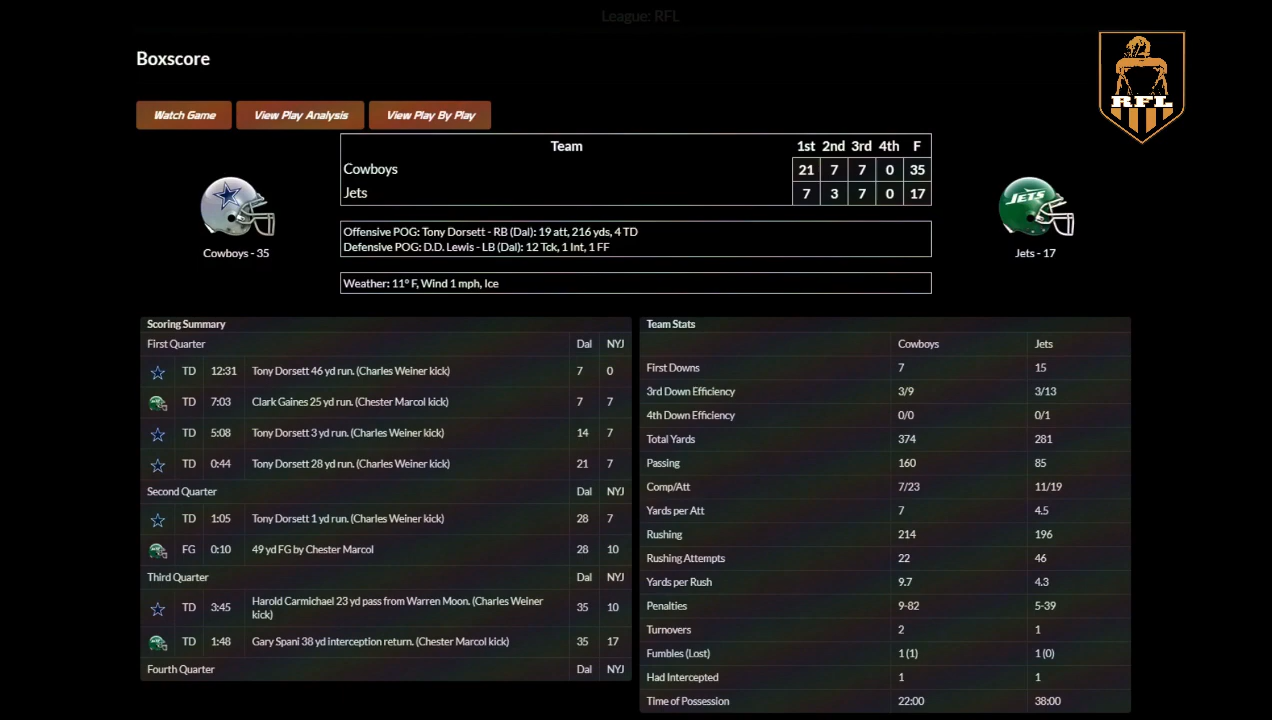 League: RFL
Boxscore
RFL
Watch Game View Play Analysis View Play By Play
Team 1st 2nd 3rd 4th F
Cowboys 21 7 7 0 35
Jets 7 3 7 0 17
JETS
Cowboys - 35
Jets - 17
Offensive POG: Tony Dorsett - RB (Dal): 19 att, 216 yds, 4 TD
Defensive POG: D.D. Lewis - LB (Dal): 12 Tck, 1 Int, 1 FF
Weather: 11° F, Wind 1 mph, Ice
Scoring Summary
First Quarter Dal NYJ
TD 12:31 Tony Dorsett 46 yd run. (Charles Weiner kick) 7 0
TD 7:03 Clark Gaines 25 yd run. (Chester Marcol kick) 7 7
TD 5:08 Tony Dorsett 3 yd run. (Charles Weiner kick) 14 7
TD 0:44 Tony Dorsett 28 yd run. (Charles Weiner kick) 21 7
Second Quarter Dal NYJ
TD 1:05 Tony Dorsett 1 yd run. (Charles Weiner kick) 28 7
FG 0:10 49 yd FG by Chester Marcol 28 10
Third Quarter Dal NYJ
TD 3:45 Harold Carmichael 23 yd pass from Warren Moon. (Charles Weiner
kick) 35 10
TD 1:48 Gary Spani 38 yd interception return. (Chester Marcol kick) 35 17
Fourth Quarter Dal NYJ
Team Stats
Cowboys Jets
First Downs 7 15
3rd Down Efficiency 3/9 3/13
4th Down Efficiency 0/0 0/1
Total Yards 374 281
Passing 160 85
Comp/Att 7/23 11/19
Yards per Att 7 4.5
Rushing 214 196
Rushing Attempts 22 46
Yards per Rush 9.7 4.3
Penalties 9-82 5-39
Turnovers 2 1
Fumbles (Lost) 1 (1) 1 (0)
Had Intercepted 1 1
Time of Possession 22:00 38:00